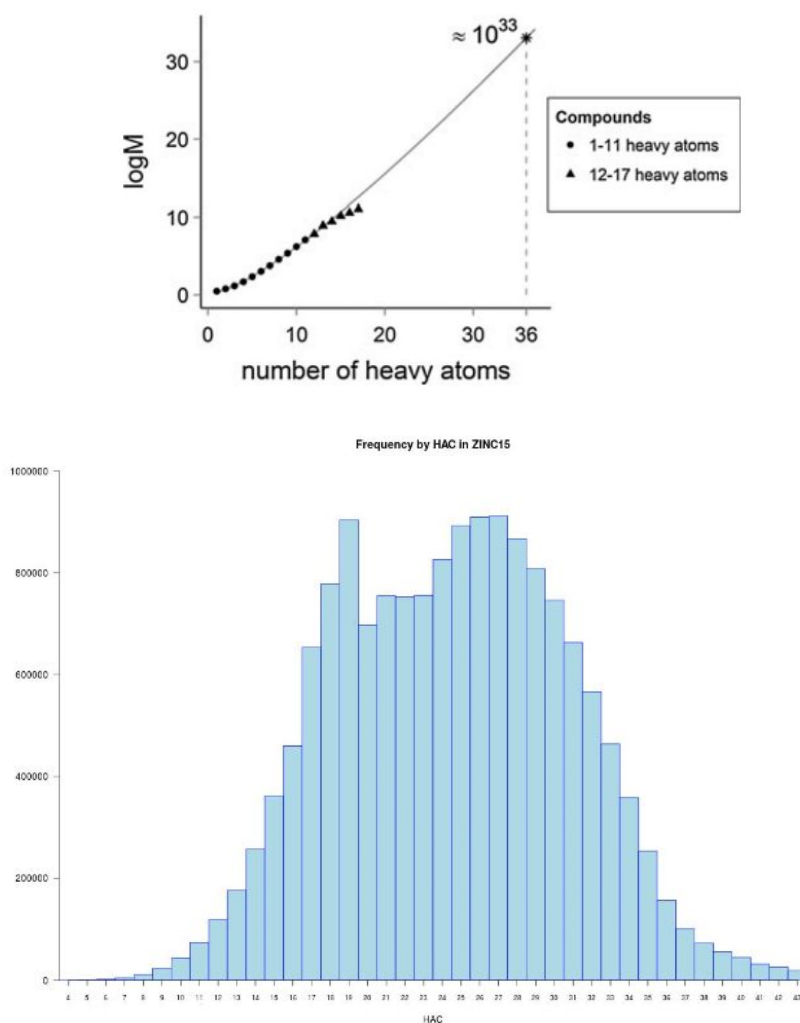 ≈ 10³³
30
20
10
0
logM
0 10 20 30 36
number of heavy atoms
Compounds
1-11 heavy atoms
12-17 heavy atoms
Frequency by HAC in ZINC15
1000000
800000
600000
400000
200000
0
4 5 6 7 8 9 10 11 12 13 14 15 16 17 18 19 20 21 22 23 24 25 26 27 28 29 30 31 32 33 34 35 36 37 38 39 40 41 42 43
HAC